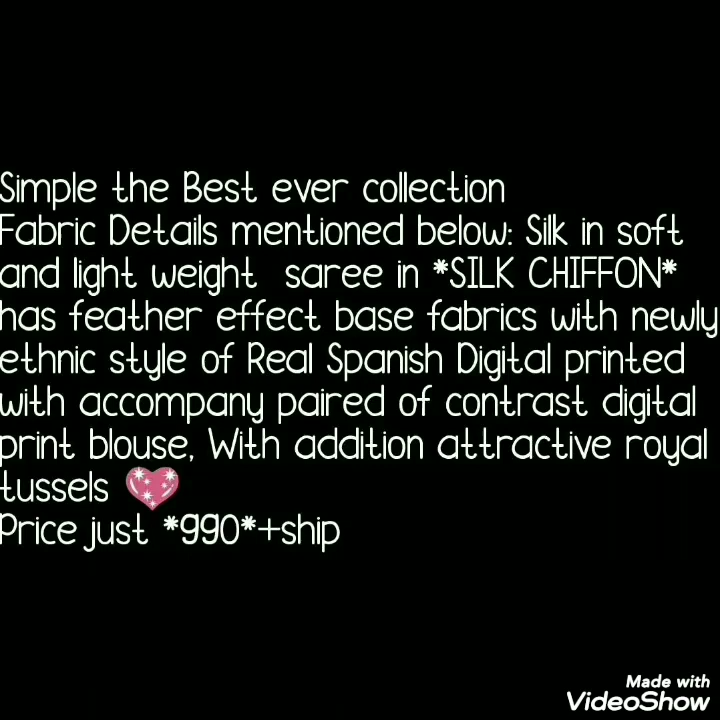 Simple the Best ever collection
Fabric Details mentioned below: Silk in soft
and light weight  saree in *SILK CHIFFON*
has feather effect base fabrics with newly
ethnic style of Real Spanish Digital printed
with accompany paired of contrast digital
print blouse, With addition attractive royal
tussels 💖
Price just *990*+ship
Made with
VideoShow